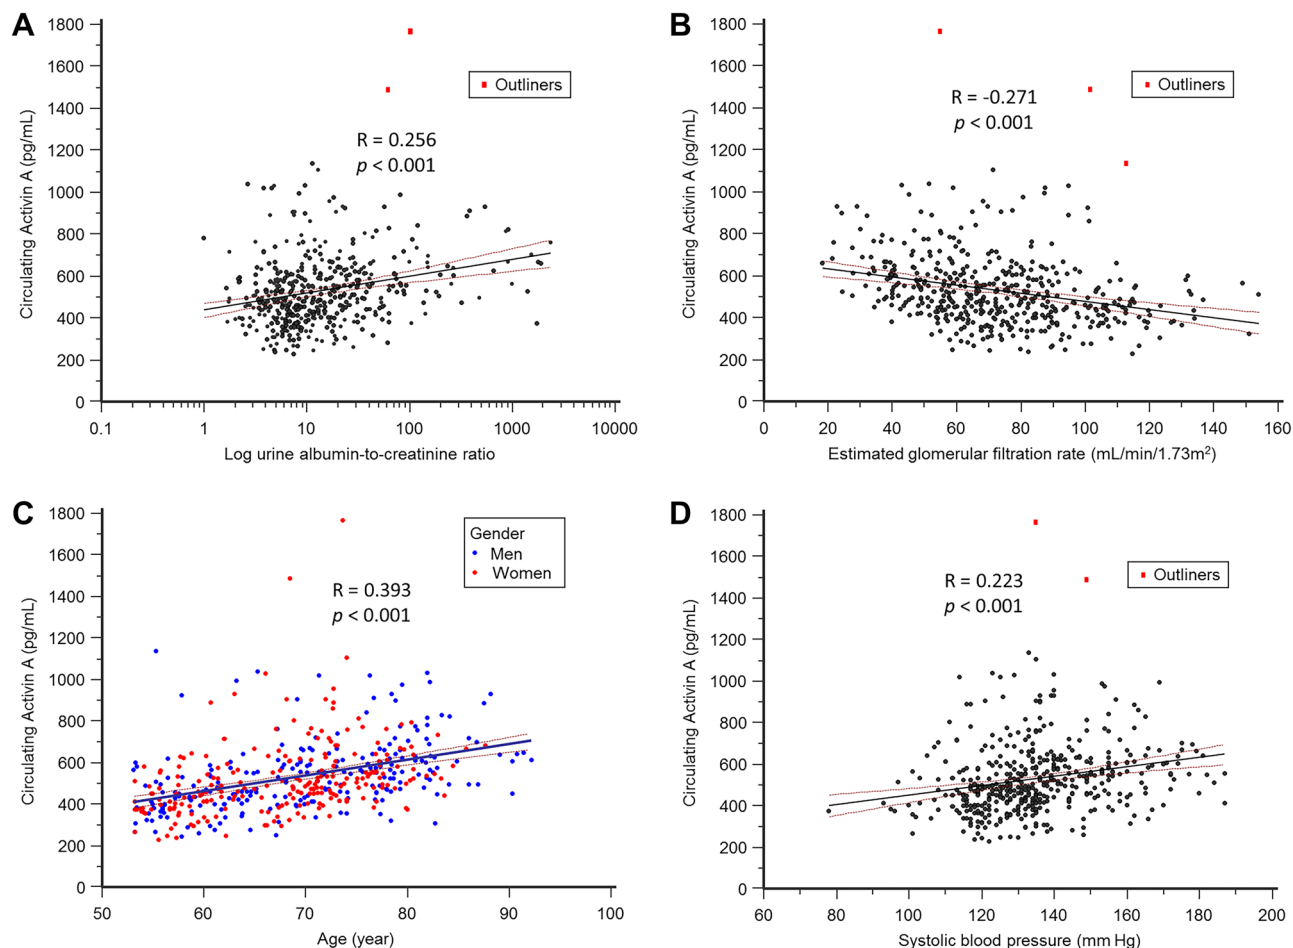 A
1800
1600
1400
1200
1000
800
600
400
200
0
Circulating Activin A (pg/mL)
Outliners
R = 0.256
p < 0.001
0.1 1 10 100 1000 10000
Log urine albumin-to-creatinine ratio
B
1800
1600
1400
1200
1000
800
600
400
200
0
Circulating Activin A (pg/mL)
Outliners
R = -0.271
p < 0.001
0 20 40 60 80 100 120 140 160
Estimated glomerular filtration rate (mL/min/1.73m²)
C
1800
1600
1400
1200
1000
800
600
400
200
0
Circulating Activin A (pg/mL)
Gender
Men
Women
R = 0.393
p < 0.001
50 60 70 80 90 100
Age (year)
D
1800
1600
1400
1200
1000
800
600
400
200
0
Circulating Activin A (pg/mL)
Outliners
R = 0.223
p < 0.001
60 80 100 120 140 160 180 200
Systolic blood pressure (mm Hg)